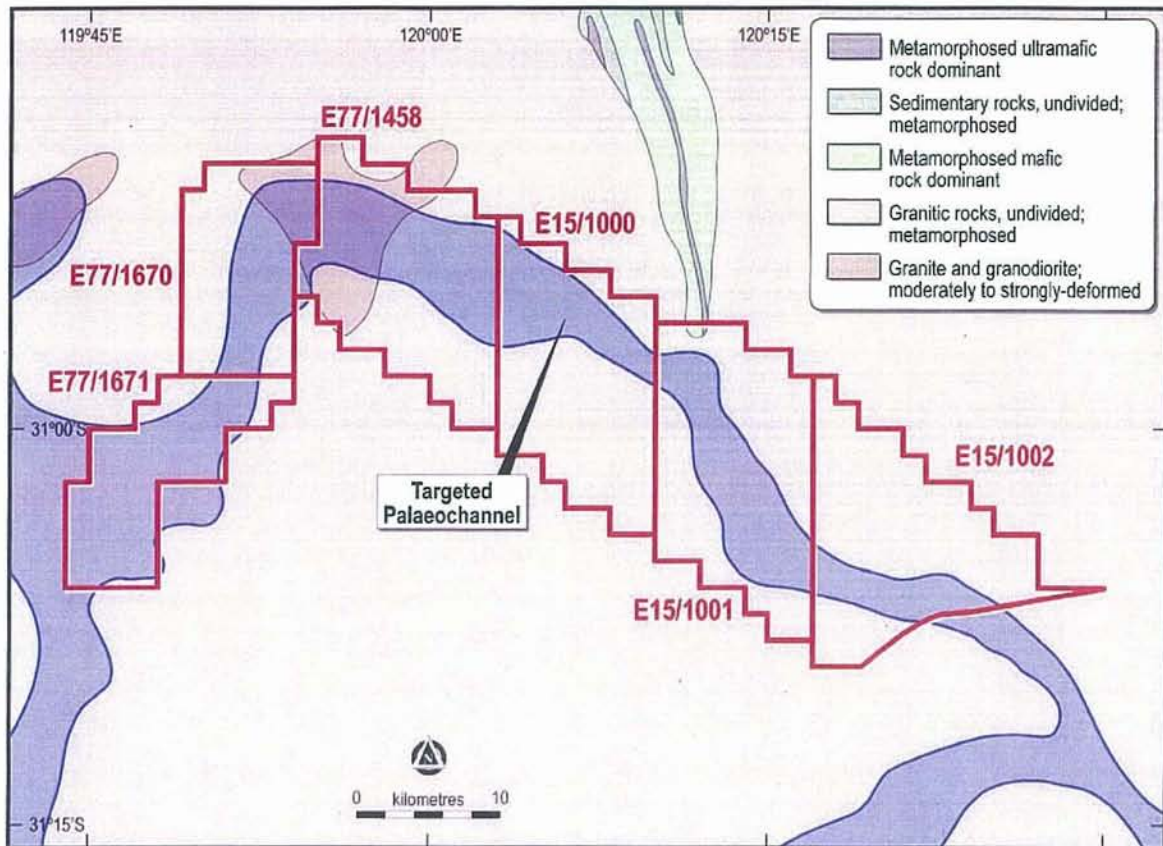 119°45'E
120°00'E
120°15'E
Metamorphosed ultramafic
rock dominant
Sedimentary rocks, undivided;
metamorphosed
Metamorphosed mafic
rock dominant
Granitic rocks, undivided;
metamorphosed
Granite and granodiorite;
moderately to strongly-deformed
E77/1458
E15/1000
E77/1670
E77/1671
31°00'S
E15/1002
Targeted
Palaeochannel
E15/1001
0 kilometres 10
31°15'S